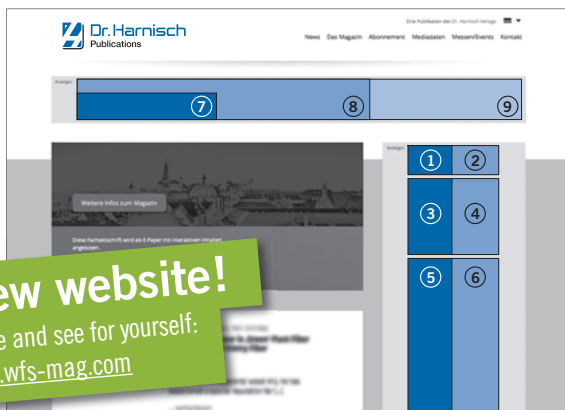 Eine Publikation des Dr. Harnisch Verlags
Dr. Harnisch
Publications
News Das Magazin Abonnement Mediadaten Messen/Events Kontakt
Anzeigen
7 8 9
Anzeigen
1 2
Weitere Infos zum Magazin
3 4
Diese Fachzeitschrift wird als E-Paper mit interaktiven Inhalten
angeboten.
5 6
ew website!
e and see for yourself:
.wfs-mag.com